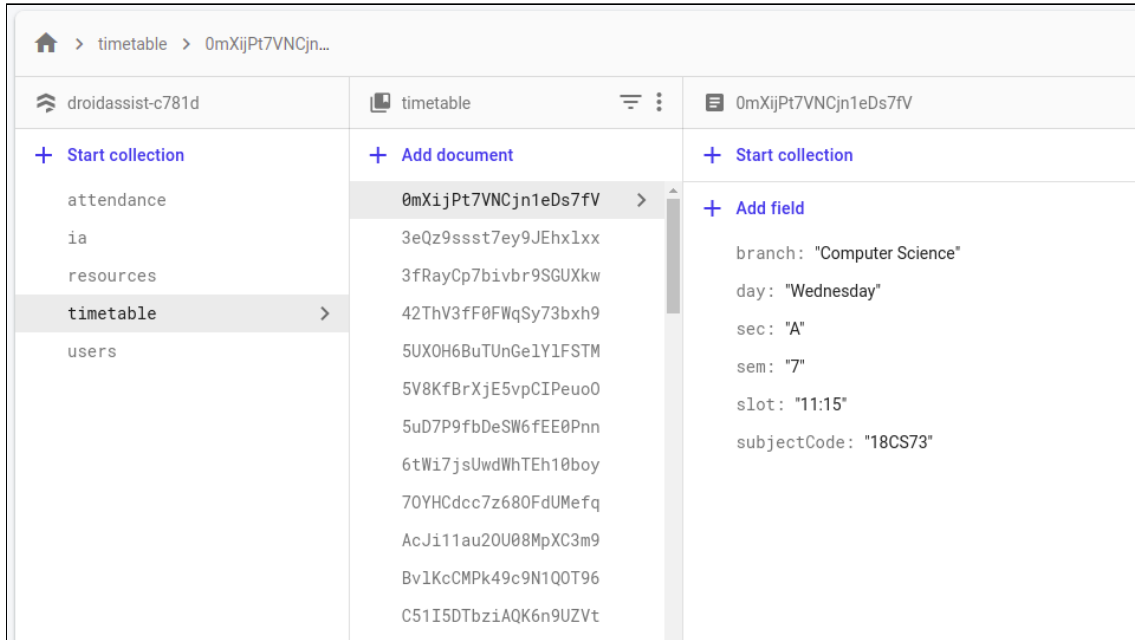 timetable > 0mXijPt7VNCjn…
droidassist-c781d
Start collection
attendance
ia
resources
timetable
users
timetable
Add document
0mXijPt7VNCjn1eDs7fV
3eQz9ssst7ey9JEhxlxx
3fRayCp7bivbr9SGUXkw
42ThV3fF0FWqSy73bxh9
5UXOH6BuTUnGelYlFSTM
5V8KfBrXjE5vpCIPeuoO
5uD7P9fbDeSW6fEE0Pnn
6tWi7jsUwdWhTEh10boy
7OYHCdcc7z68OFdUMefq
AcJi11au2OU08MpXC3m9
BvlKcCMPk49c9N1QOT96
C51I5DTbziAQK6n9UZVt
0mXijPt7VNCjn1eDs7fV
Start collection
Add field
branch: "Computer Science"
day: "Wednesday"
sec: "A"
sem: "7"
slot: "11:15"
subjectCode: "18CS73"